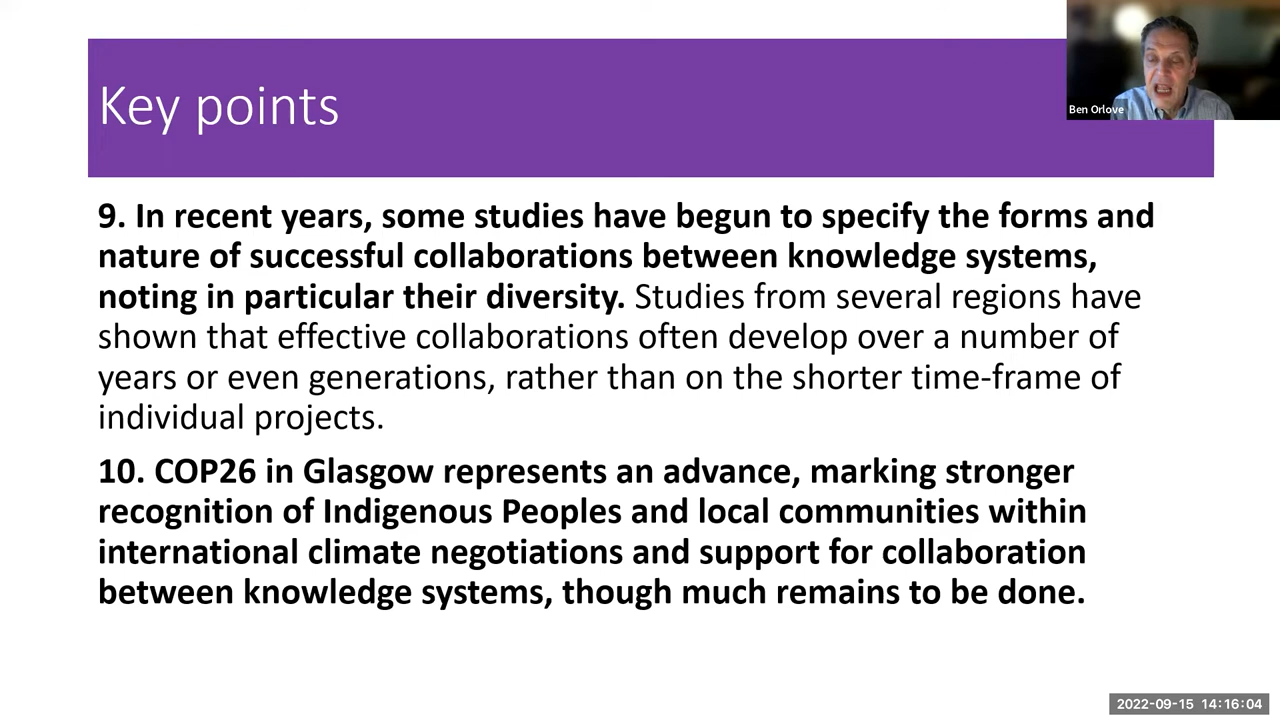 Key points
Ben Orlove
9. In recent years, some studies have begun to specify the forms and
nature of successful collaborations between knowledge systems,
noting in particular their diversity. Studies from several regions have
shown that effective collaborations often develop over a number of
years or even generations, rather than on the shorter time-frame of
individual projects.
10. COP26 in Glasgow represents an advance, marking stronger
recognition of Indigenous Peoples and local communities within
international climate negotiations and support for collaboration
between knowledge systems, though much remains to be done.
2022-09-15 14:16:04